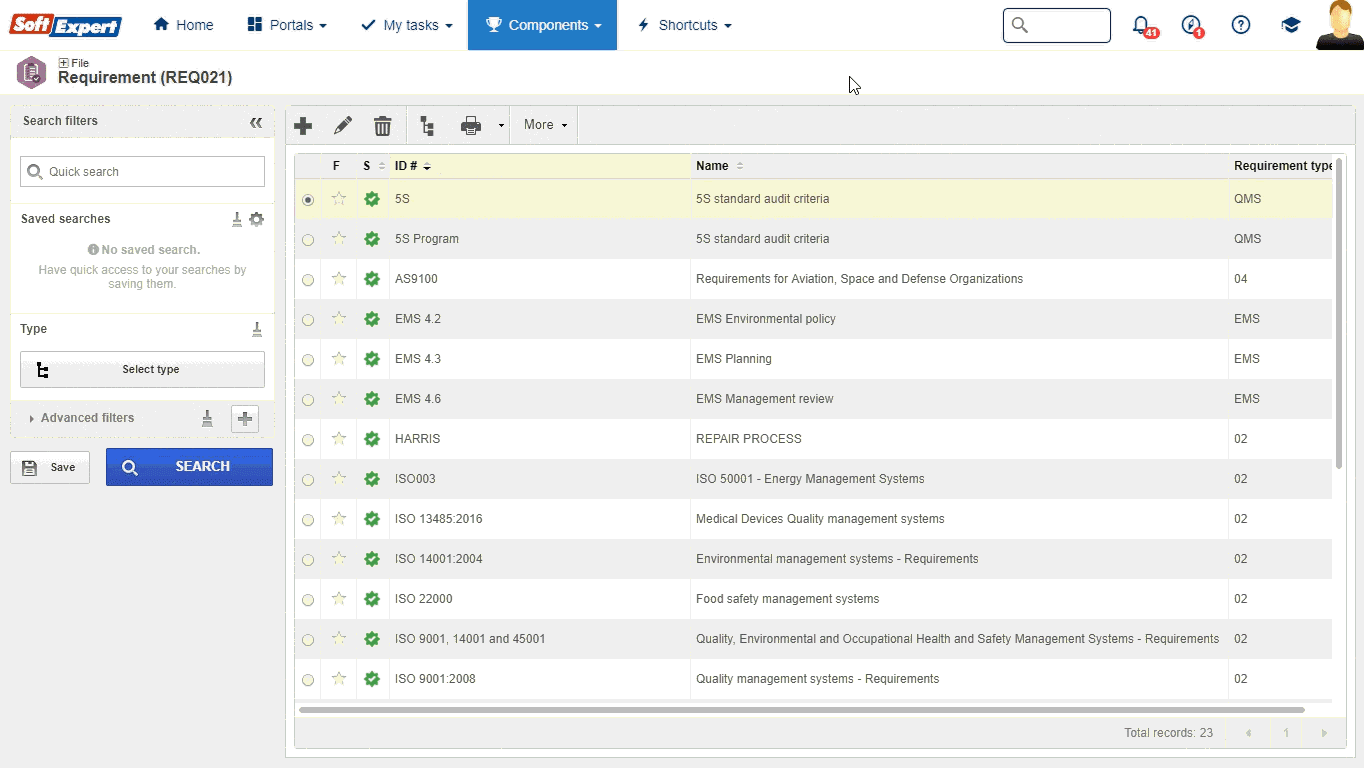 Soft Expert Home Portals My tasks Components Shortcuts 41 1 ?
File
Requirement (REQ021)
Search filters
Quick search
Saved searches
No saved search.
Have quick access to your searches by
saving them.
Type
Select type
Advanced filters
Save
SEARCH
More
F S ID # Name Requirement type
5S 5S standard audit criteria QMS
5S Program 5S standard audit criteria QMS
AS9100 Requirements for Aviation, Space and Defense Organizations 04
EMS 4.2 EMS Environmental policy EMS
EMS 4.3 EMS Planning EMS
EMS 4.6 EMS Management review EMS
HARRIS REPAIR PROCESS 02
ISO003 ISO 50001 - Energy Management Systems 02
ISO 13485:2016 Medical Devices Quality management systems 02
ISO 14001:2004 Environmental management systems - Requirements 02
ISO 22000 Food safety management systems 02
ISO 9001, 14001 and 45001 Quality, Environmental and Occupational Health and Safety Management Systems - Requirements 02
ISO 9001:2008 Quality management systems - Requirements 02
Total records: 23 1